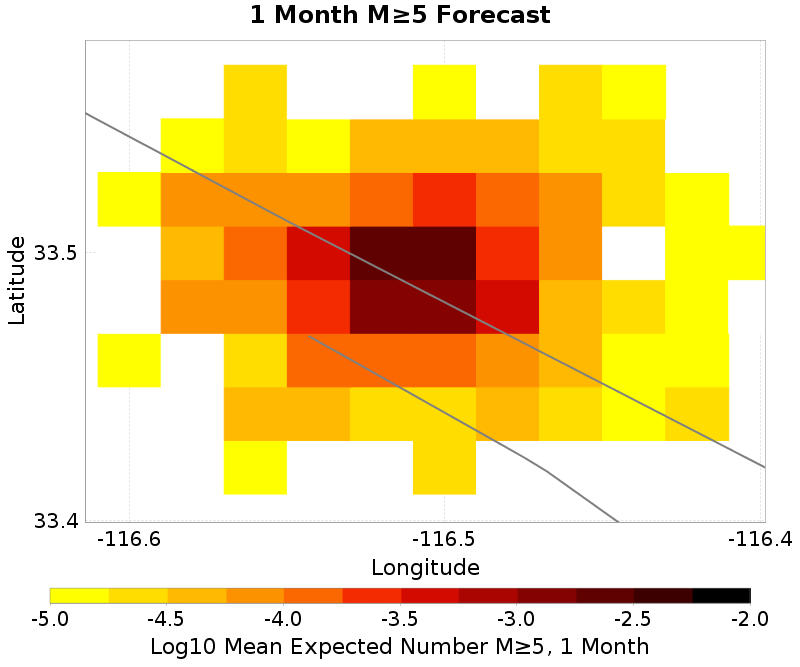 1 Month M≥5 Forecast
Latitude
33.5
33.4
-116.6 -116.5 -116.4
Longitude
-5.0 -4.5 -4.0 -3.5 -3.0 -2.5 -2.0
Log10 Mean Expected Number M≥5, 1 Month